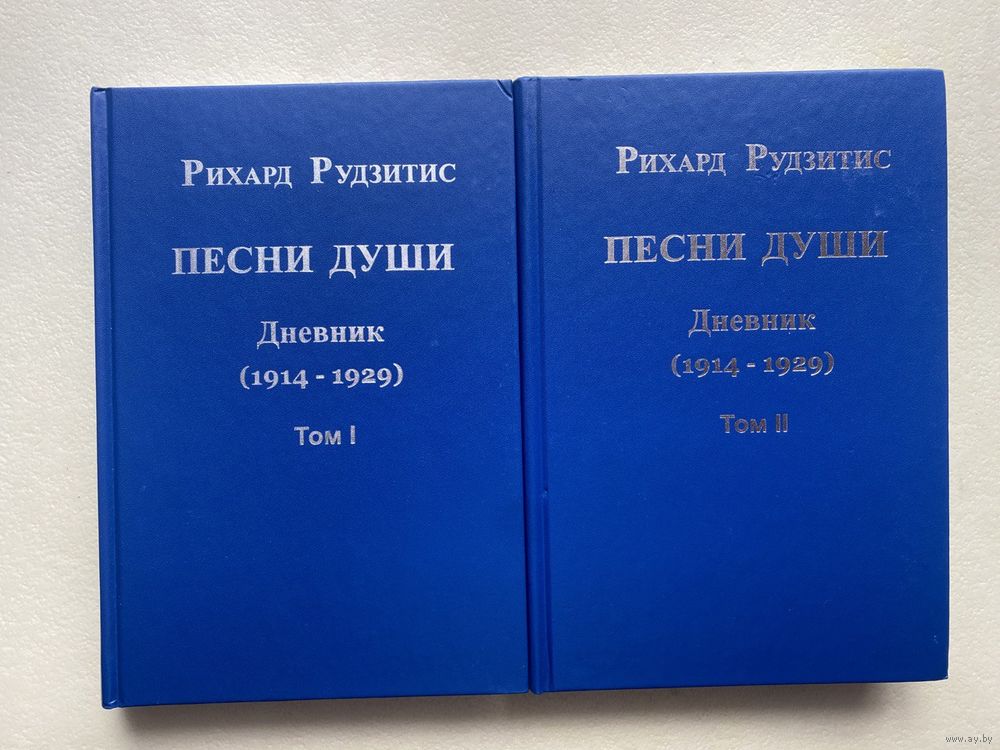 Рихард Рудзитис
ПЕСНИ ДУШИ
Дневник
(1914 - 1929)
Том I
Рихард Рудзитис
ПЕСНИ ДУШИ
Дневник
(1914 - 1929)
Том II
www.ay.by